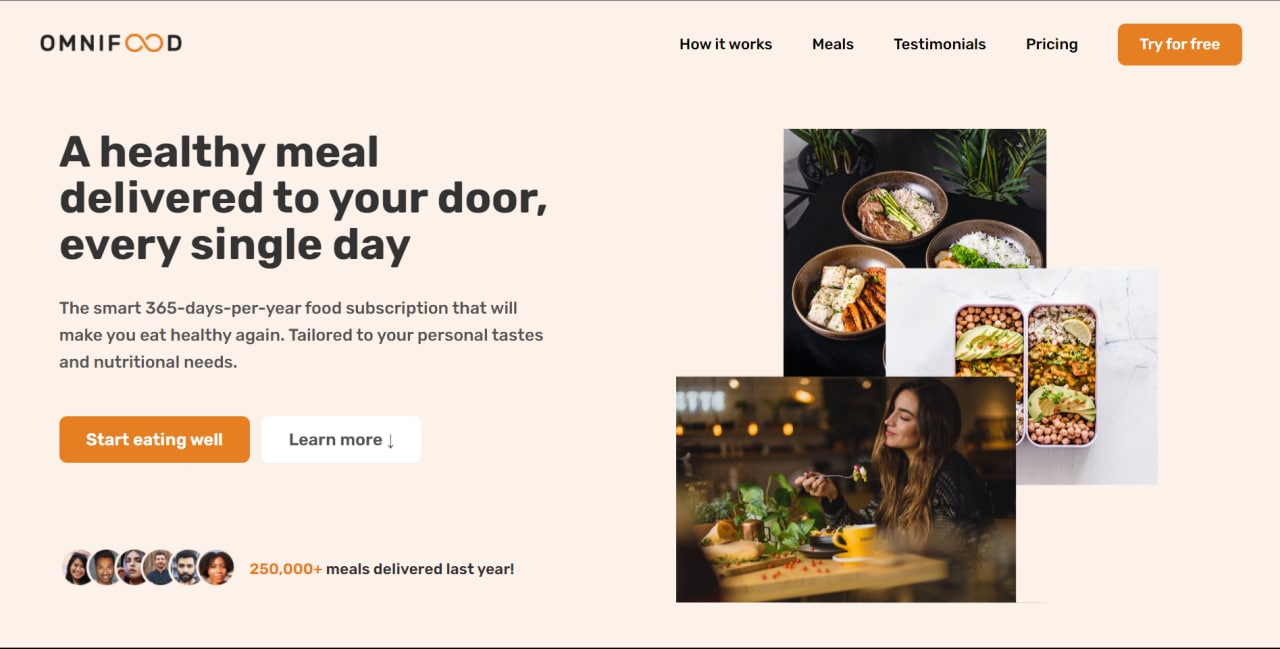 OMNIFOOD
How it works
Meals
Testimonials
Pricing
Try for free
A healthy meal
delivered to your door,
every single day
The smart 365-days-per-year food subscription that will
make you eat healthy again. Tailored to your personal tastes
and nutritional needs.
Start eating well
Learn more ↓
250,000+ meals delivered last year!